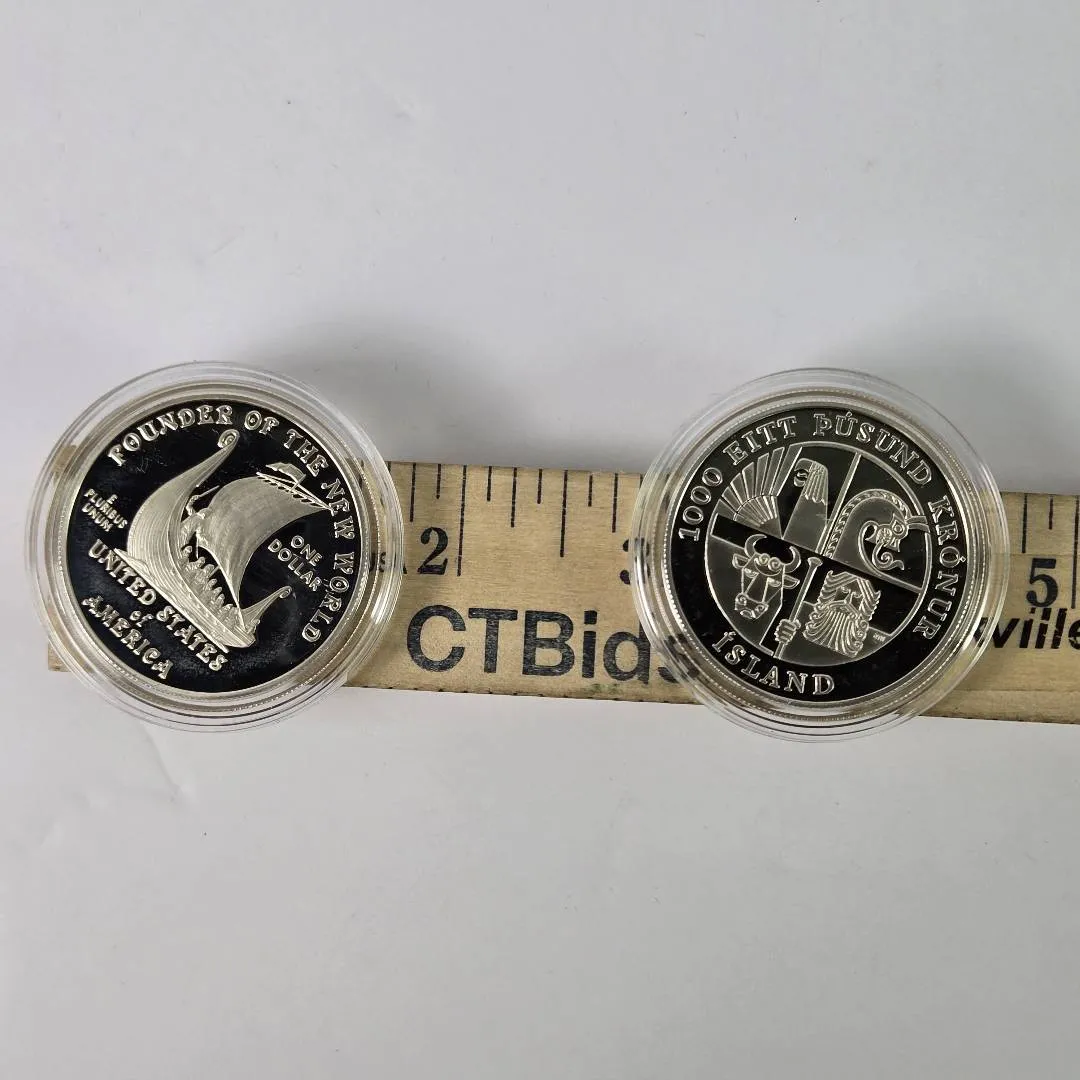 FOUNDER OF THE NEW WORLD
E
PLURIBUS
UNUM
ONE
DOLLAR
UNITED STATES
of
AMERICA
1000 EITT ÞÚSUND KRÓNUR
ÍSLAND
2
3
5
CTBids